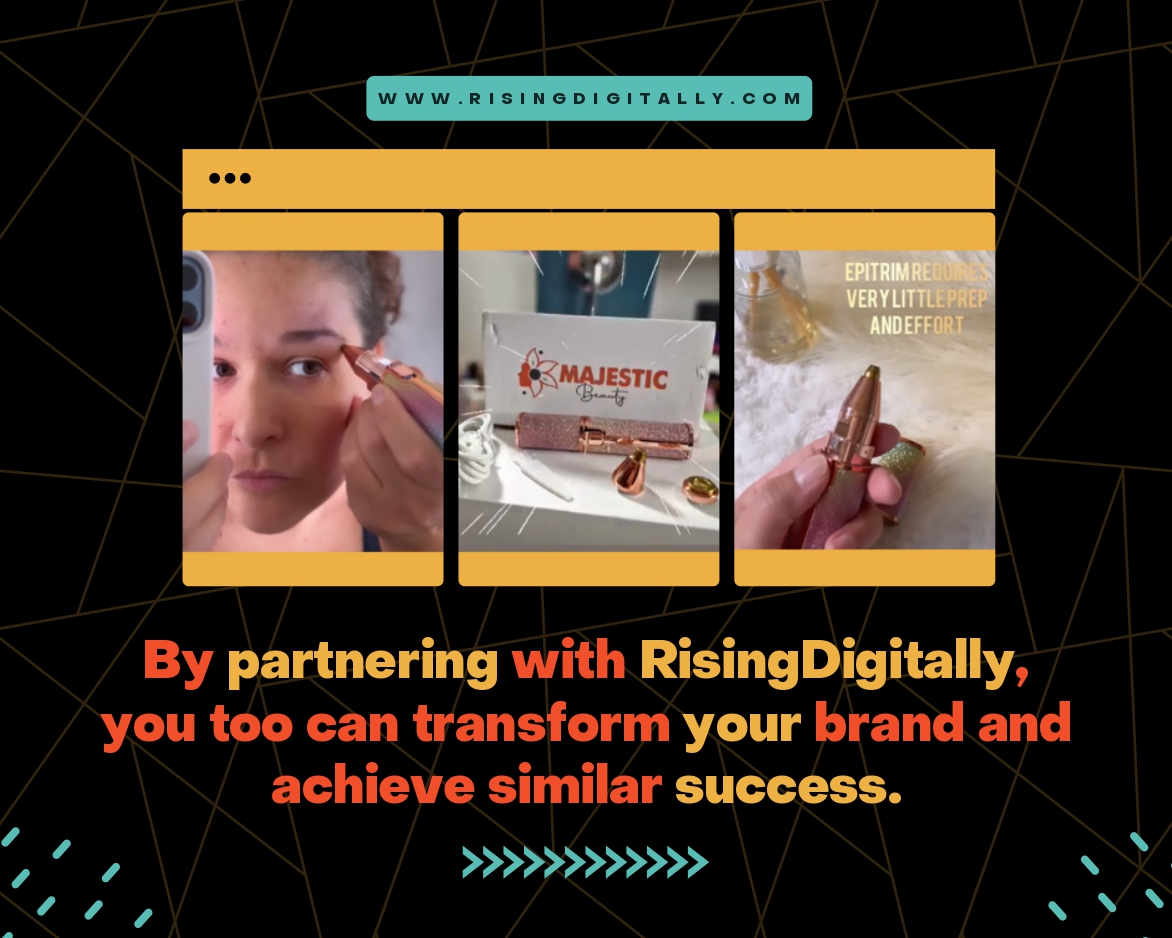 WWW.RISINGDIGITALLY.COM
EPITRIM REQUIRES
VERY LITTLE PREP
AND EFFORT
MAJESTIC
Beauty
By partnering with RisingDigitally,
you too can transform your brand and
achieve similar success.